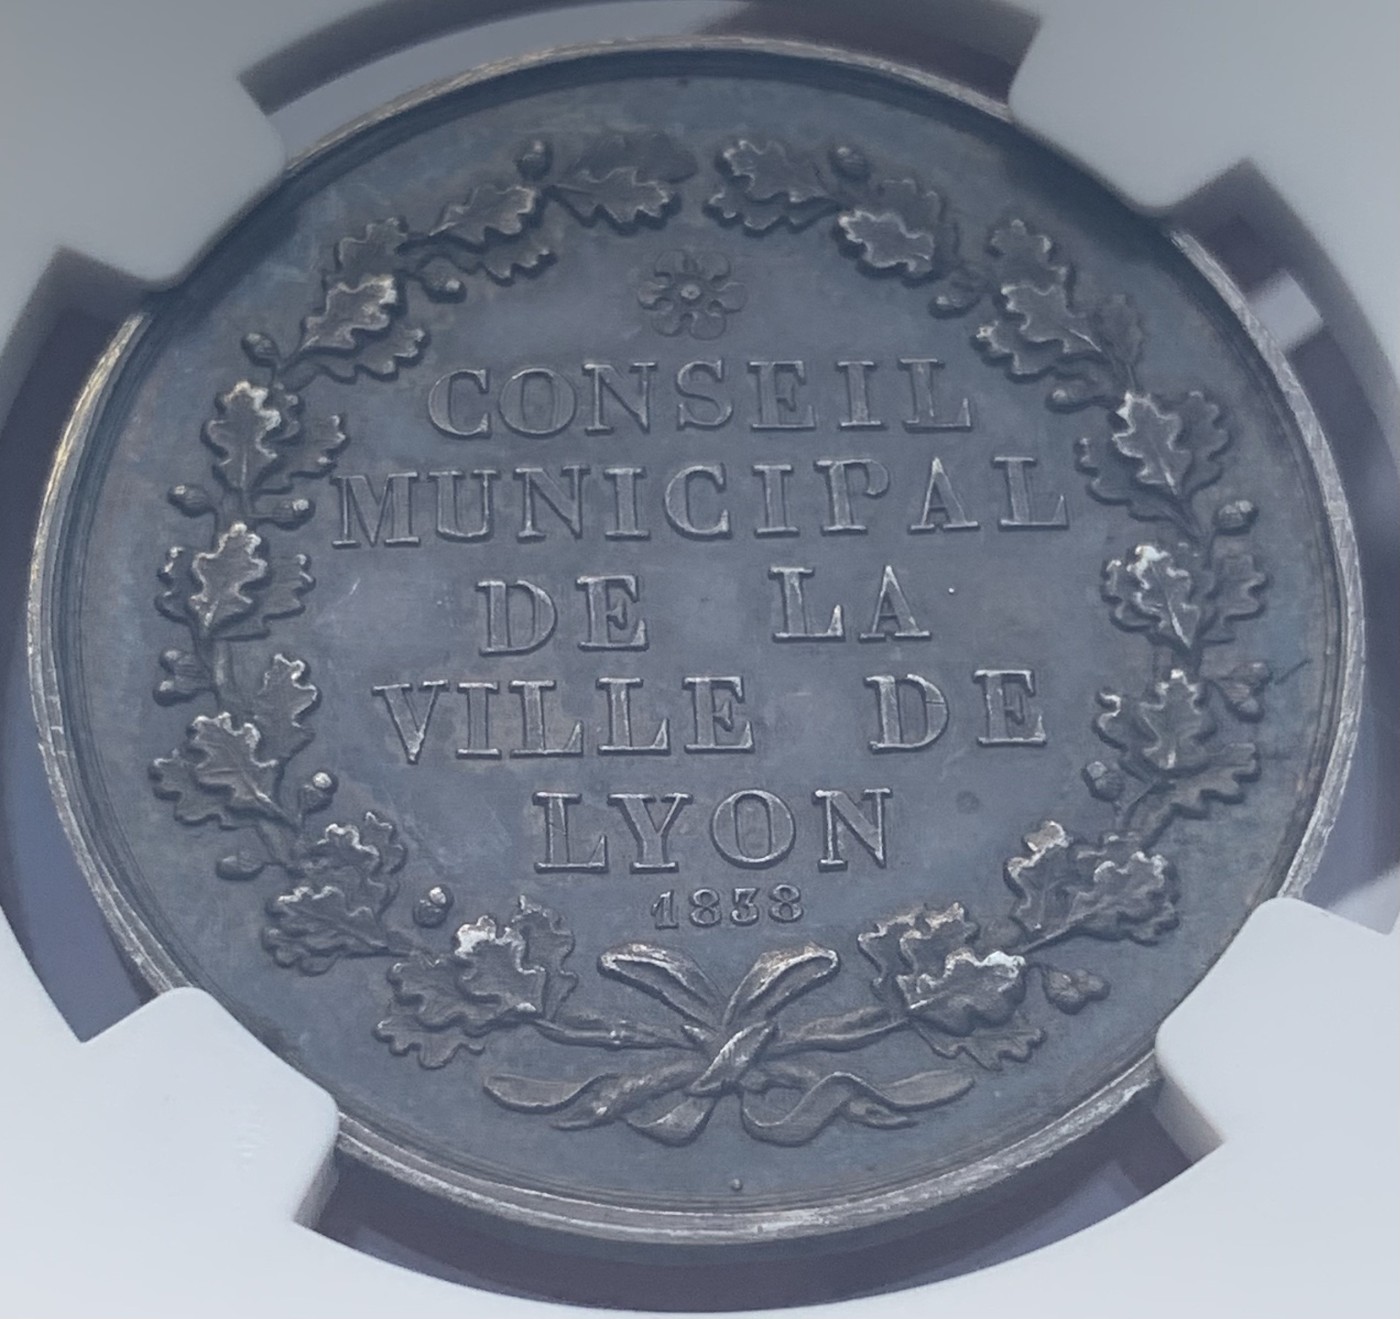 CONSEIL
MUNICIPAL
DE LA
VILLE DE
LYON
1838